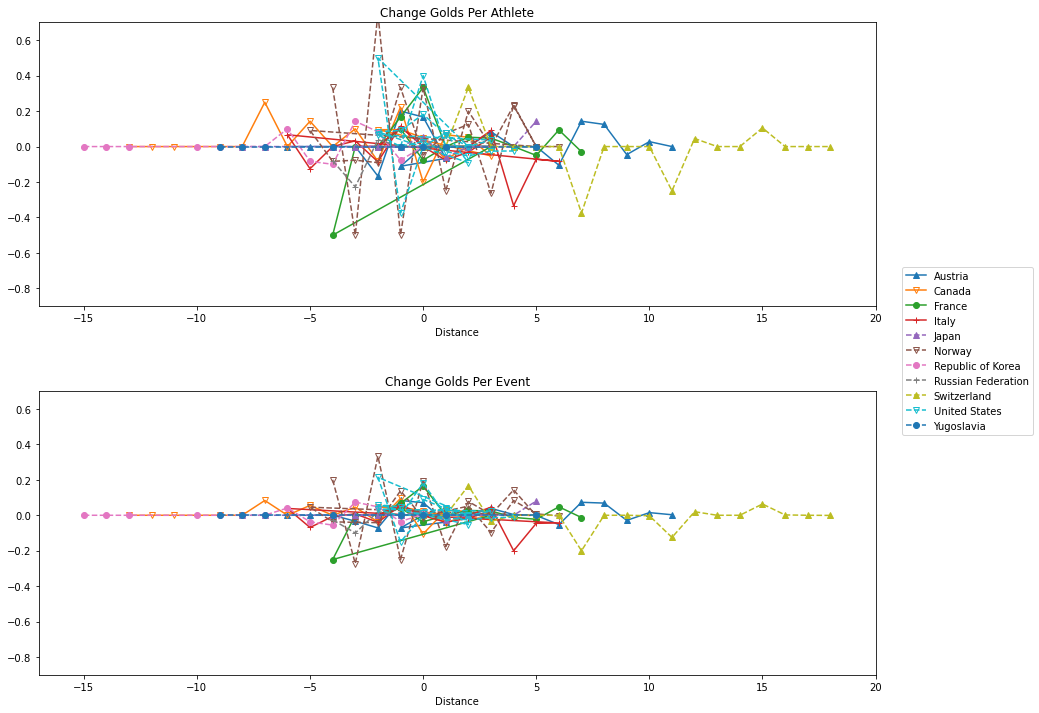 Change Golds Per Athlete
0.6
0.4
0.2
0.0
−0.2
−0.4
−0.6
−0.8
−15 −10 −5 0 5 10 15 20
Distance
Austria
Canada
France
Italy
Japan
Norway
Republic of Korea
Russian Federation
Switzerland
United States
Yugoslavia
Change Golds Per Event
0.6
0.4
0.2
0.0
−0.2
−0.4
−0.6
−0.8
−15 −10 −5 0 5 10 15 20
Distance